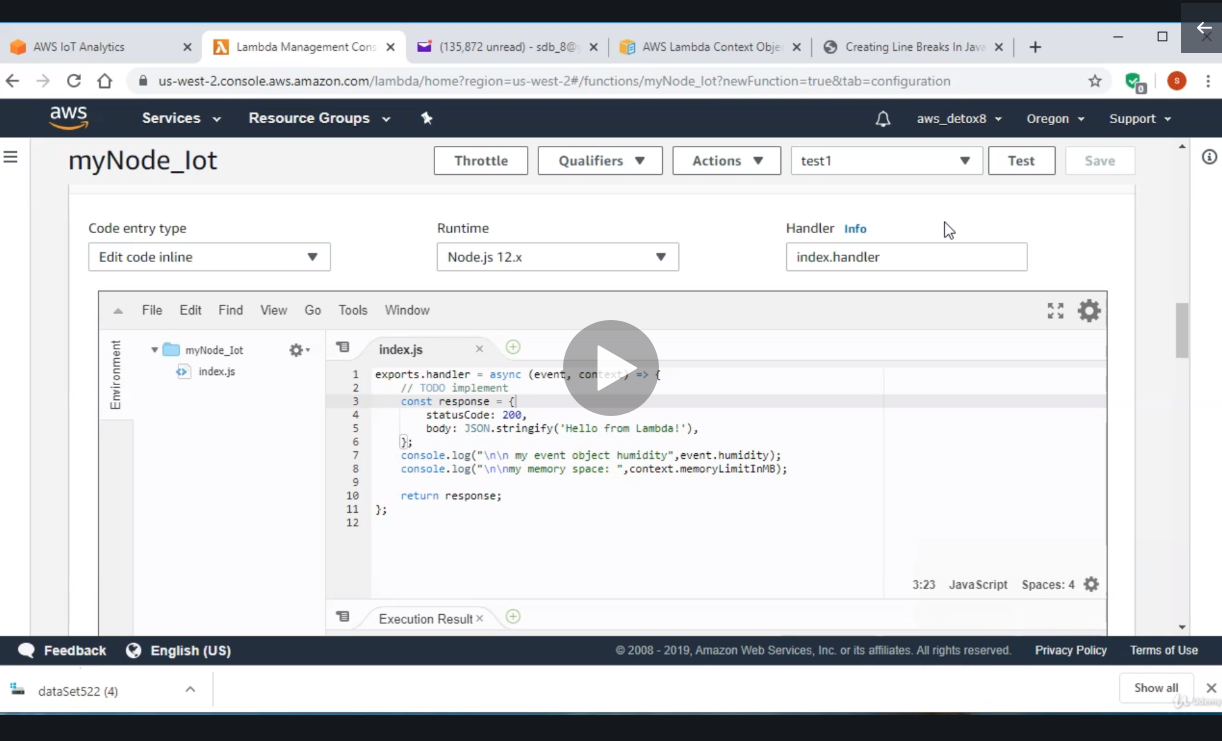 AWS IoT Analytics
Lambda Management Cons
(135,872 unread) - sdb_8@
AWS Lambda Context Obje
Creating Line Breaks In Java
us-west-2.console.aws.amazon.com/lambda/home?region=us-west-2#/functions/myNode_Iot?newFunction=true&tab=configuration
0
s
aws
Services
Resource Groups
aws_detox8
Oregon
Support
myNode_Iot
Throttle
Qualifiers
Actions
test1
Test
Save
Code entry type
Runtime
Handler Info
Edit code inline
Node.js 12.x
index.handler
File Edit Find View Go Tools Window
Environment
myNode_Iot
index.js
index.js
1 exports.handler = async (event, context) => {
2 // TODO implement
3 const response = {
4 statusCode: 200,
5 body: JSON.stringify('Hello from Lambda!'),
6 };
7 console.log("\n\n my event object humidity",event.humidity);
8 console.log("\n\nmy memory space: ",context.memoryLimitInMB);
9
10 return response;
11 };
12
3:23 JavaScript Spaces: 4
Execution Result
Feedback
English (US)
© 2008 - 2019, Amazon Web Services, Inc. or its affiliates. All rights reserved.
Privacy Policy
Terms of Use
dataSet522 (4)
Show all
Udemy